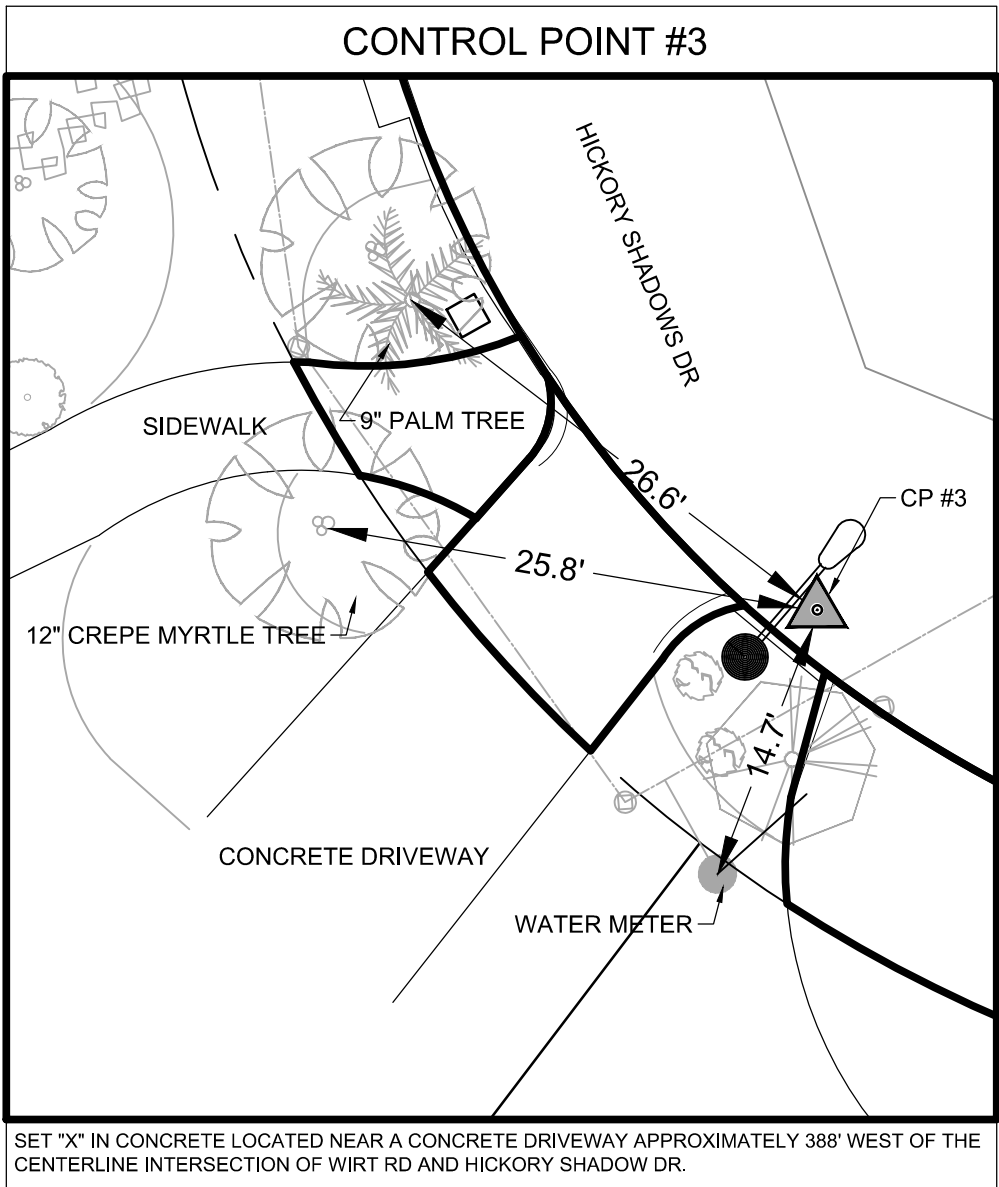 CONTROL POINT #3
HICKORY SHADOWS DR
SIDEWALK
9" PALM TREE
26.6'
CP #3
25.8'
12" CREPE MYRTLE TREE
14.7'
CONCRETE DRIVEWAY
WATER METER
SET "X" IN CONCRETE LOCATED NEAR A CONCRETE DRIVEWAY APPROXIMATELY 388' WEST OF THE
CENTERLINE INTERSECTION OF WIRT RD AND HICKORY SHADOW DR.